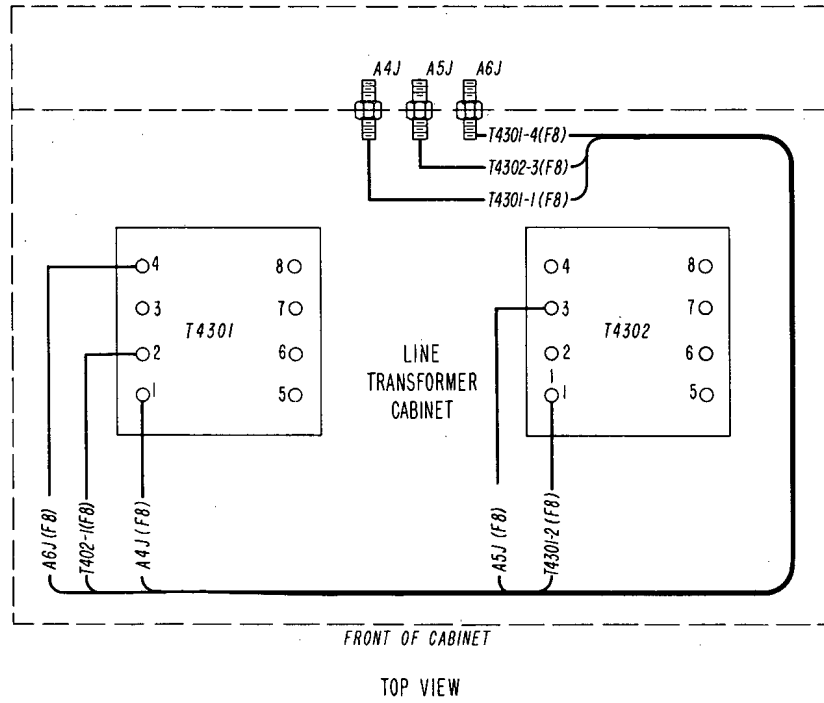 A4J A5J A6J
T4301-4(F8)
T4302-3(F8)
T4301-1(F8)
4 8
3 7
T4301
2 6
1 5
4 8
3 7
T4302
2 6
1
1 5
LINE
TRANSFORMER
CABINET
A6J(F8)
T402-1(F8)
A4J(F8)
A5J(F8)
T4301-2(F8)
FRONT OF CABINET
TOP VIEW